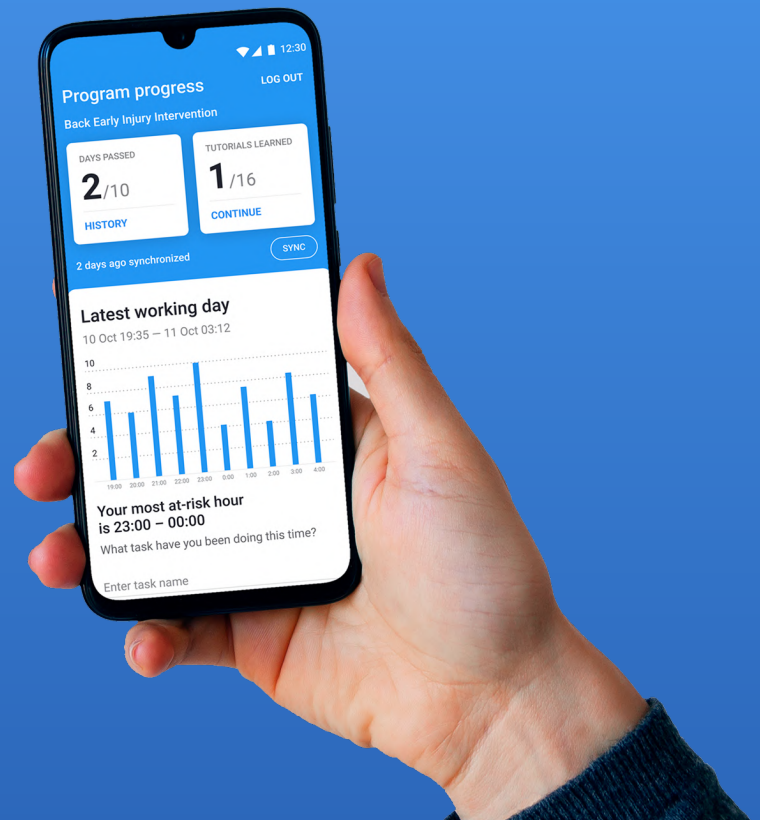 12:30
Program progress
LOG OUT
Back Early Injury Intervention
DAYS PASSED
2/10
HISTORY
TUTORIALS LEARNED
1/16
CONTINUE
2 days ago synchronized
SYNC
Latest working day
10 Oct 19:35 — 11 Oct 03:12
10
8
6
4
2
19:00 20:00 21:00 22:00 23:00 0:00 1:00 2:00 3:00 4:00
Your most at-risk hour
is 23:00 – 00:00
What task have you been doing this time?
Enter task name